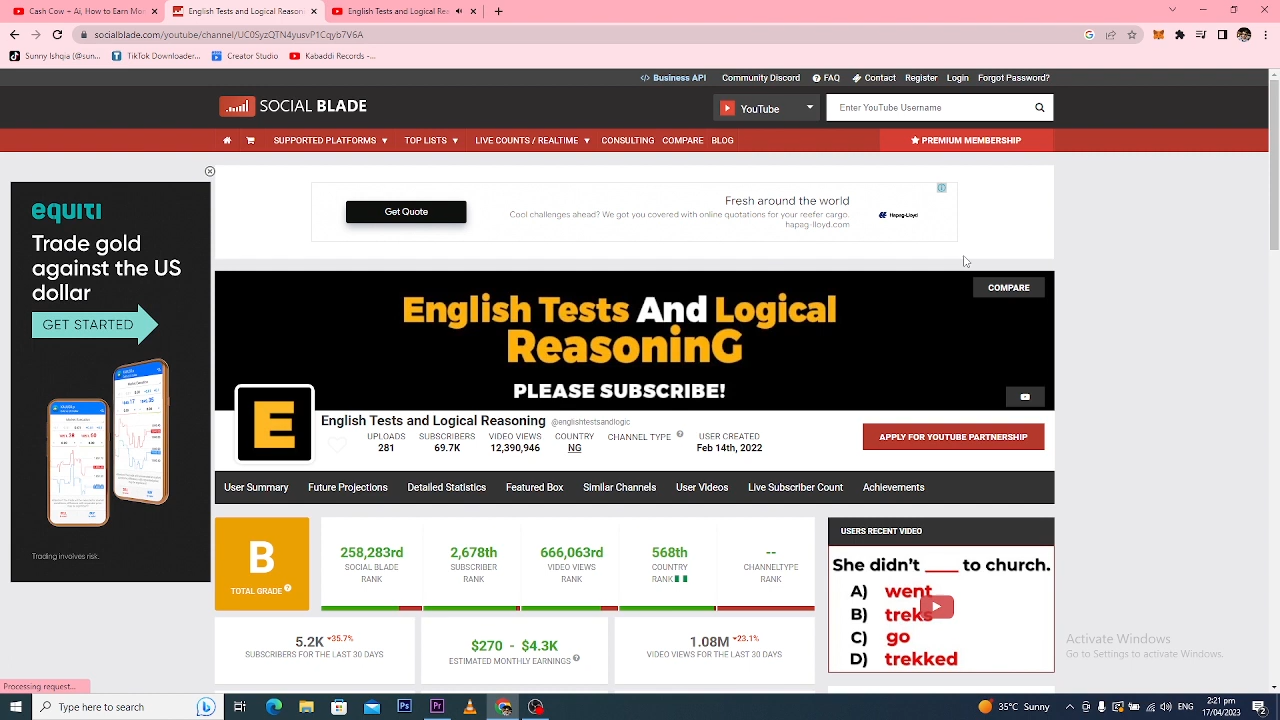 Cash Cow – Ai, How to Earn Mon
English Tests and Logical Reason
English Tests and Logical Rea
socialblade.com/youtube/channel/UC0SyzQTN4yusvP1Cqyb7V6A
Sunny Ishqia (@sun...
TikTok Downloader...
Creator Studio
Kabaddi Records -...
</> Business API
Community Discord
FAQ
Contact
Register
Login
Forgot Password?
SOCIAL BLADE
YouTube
Enter YouTube Username
SUPPORTED PLATFORMS
TOP LISTS
LIVE COUNTS / REALTIME
CONSULTING
COMPARE
BLOG
PREMIUM MEMBERSHIP
equiti
Trade gold
against the US
dollar
GET STARTED
Trading involves risk.
Get Quote
Fresh around the world
Cool challenges ahead? We got you covered with online quotations for your reefer cargo.
hapag-lloyd.com
Hapag-Lloyd
COMPARE
English Tests And Logical
ReasoninG
PLEASE SUBSCRIBE!
E
English Tests and Logical Reasoning @englishtestsandlogic
UPLOADS
281
SUBSCRIBERS
69.7K
VIDEO VIEWS
12,390,946
COUNTRY
NG
CHANNEL TYPE
USER CREATED
Feb 14th, 2022
APPLY FOR YOUTUBE PARTNERSHIP
User Summary
Future Projections
Detailed Statistics
Featured Box
Similar Channels
User Videos
Live Subscriber Count
Achievements
B
TOTAL GRADE
258,283rd
SOCIAL BLADE
RANK
2,678th
SUBSCRIBER
RANK
666,063rd
VIDEO VIEWS
RANK
568th
COUNTRY
RANK
--
CHANNELTYPE
RANK
5.2K -35.7%
SUBSCRIBERS FOR THE LAST 30 DAYS
$270 - $4.3K
ESTIMATED MONTHLY EARNINGS
1.08M -23.1%
VIDEO VIEWS FOR THE LAST 30 DAYS
USERS RECENT VIDEO
She didn't ____ to church.
A) went
B) treks
C) go
D) trekked
Activate Windows
Go to Settings to activate Windows.
Processing request...
Type here to search
35°C Sunny
2:21 pm
17/04/2023